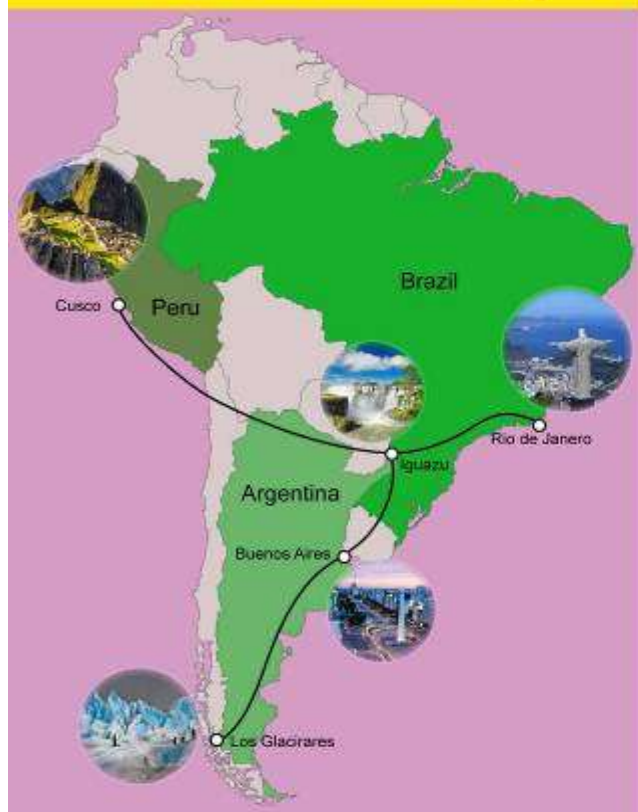 Brazil
Cusco
Peru
Rio de Janero
Iguazu
Argentina
Buenos Aires
Los Glacirares